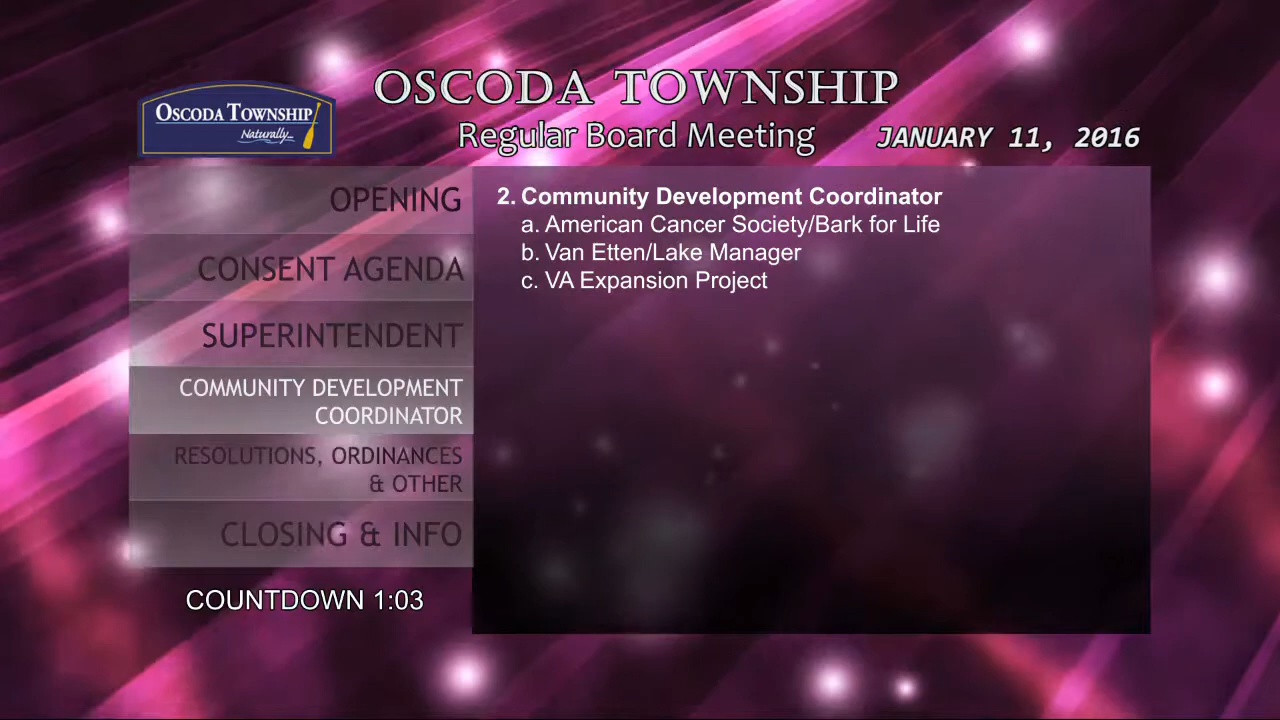 OSCODA TOWNSHIP
OSCODA TOWNSHIP
Naturally...
Regular Board Meeting
JANUARY 11, 2016
OPENING
CONSENT AGENDA
SUPERINTENDENT
COMMUNITY DEVELOPMENT
COORDINATOR
RESOLUTIONS, ORDINANCES
& OTHER
CLOSING & INFO
COUNTDOWN 1:03
2. Community Development Coordinator
a. American Cancer Society/Bark for Life
b. Van Etten/Lake Manager
c. VA Expansion Project